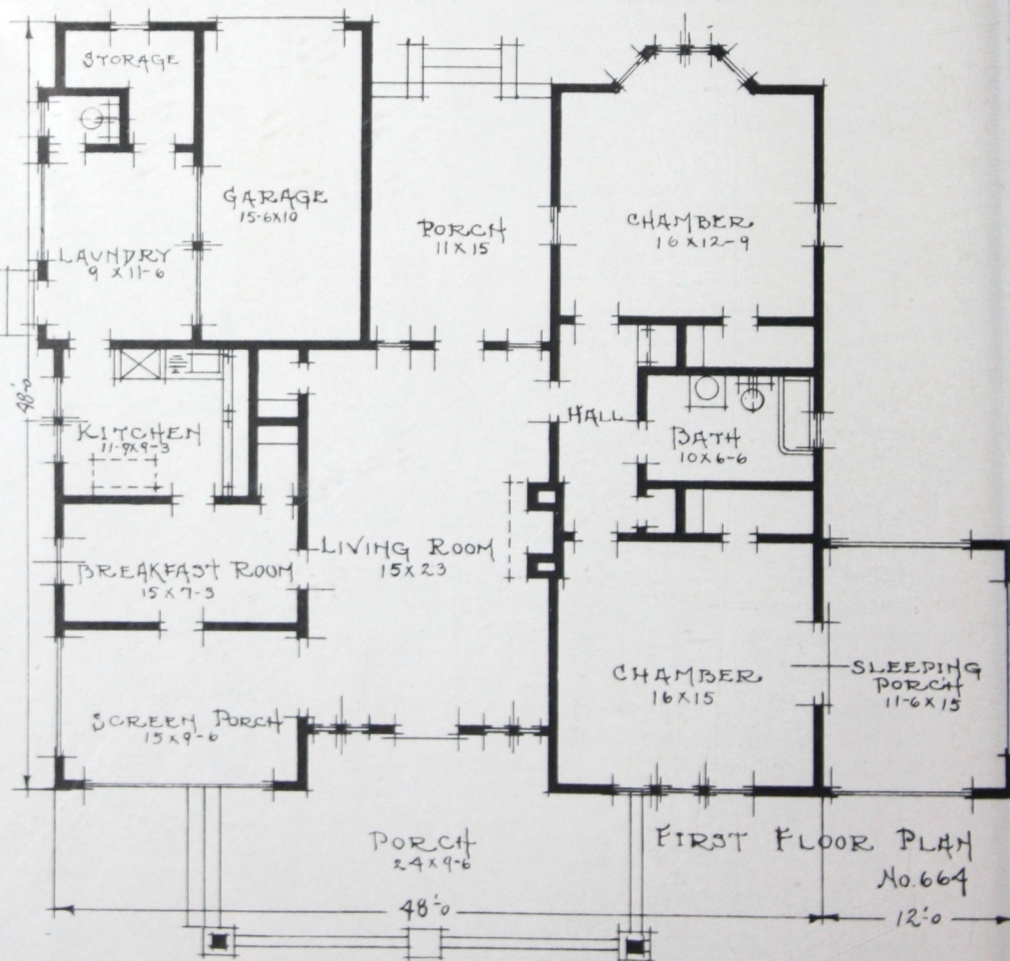 STORAGE
GARAGE
15-6X10
PORCH
11X15
CHAMBER
16X12-9
LAUNDRY
9 X11-6
48'-0
KITCHEN
11-9X9-3
HALL
BATH
10X6-6
LIVING ROOM
15X23
BREAKFAST ROOM
15X7-3
CHAMBER
16X15
SLEEPING
PORCH
11-6X15
SCREEN PORCH
15X9-6
PORCH
24X9-6
FIRST FLOOR PLAN
No. 664
48'-0
12'-0